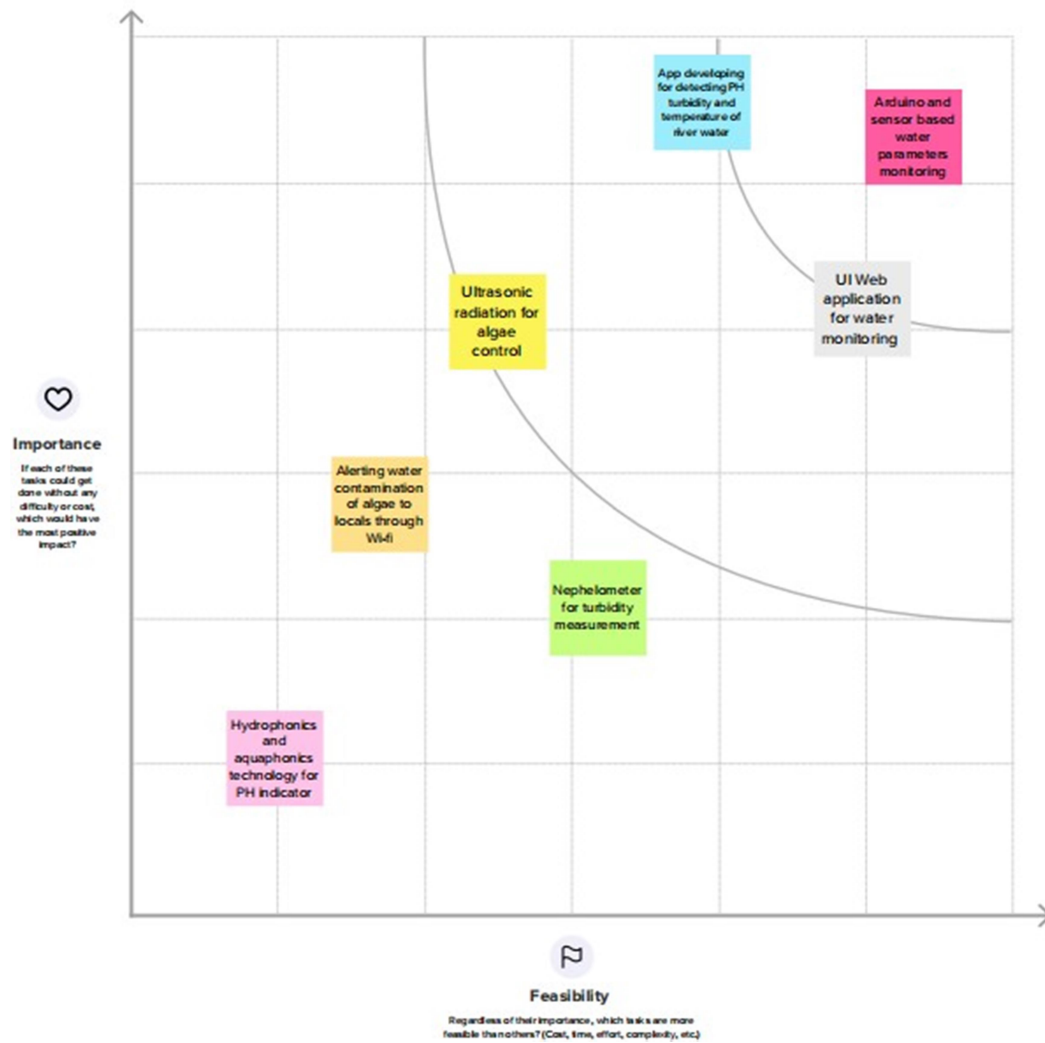 App developing
for detecting PH
turbidity and
temperature of
river water
Arduino and
sensor based
water
parameters
monitoring
UI Web
application
for water
monitoring
Ultrasonic
radiation for
algae
control
Alerting water
contamination
of algae to
locals through
Wi-fi
Nephelometer
for turbidity
measurement
Hydrophonics
and
aquaphonics
technology for
PH indicator
Importance
If each of these
tasks could get
done without any
difficulty or cost,
which would have
the most positive
impact?
Feasibility
Regardless of their importance, which tasks are more
feasible than others? (Cost, time, effort, complexity, etc.)